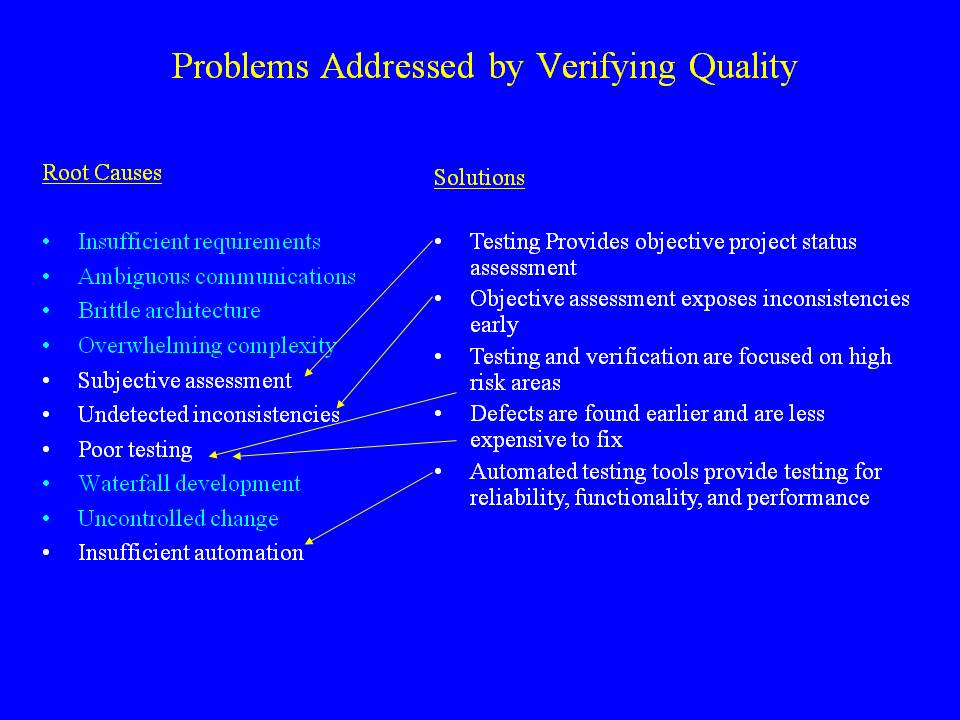 Problems Addressed by Verifying Quality
Root Causes
• Insufficient requirements
• Ambiguous communications
• Brittle architecture
• Overwhelming complexity
• Subjective assessment
• Undetected inconsistencies
• Poor testing
• Waterfall development
• Uncontrolled change
• Insufficient automation
Solutions
• Testing Provides objective project status
assessment
• Objective assessment exposes inconsistencies
early
• Testing and verification are focused on high
risk areas
• Defects are found earlier and are less
expensive to fix
• Automated testing tools provide testing for
reliability, functionality, and performance